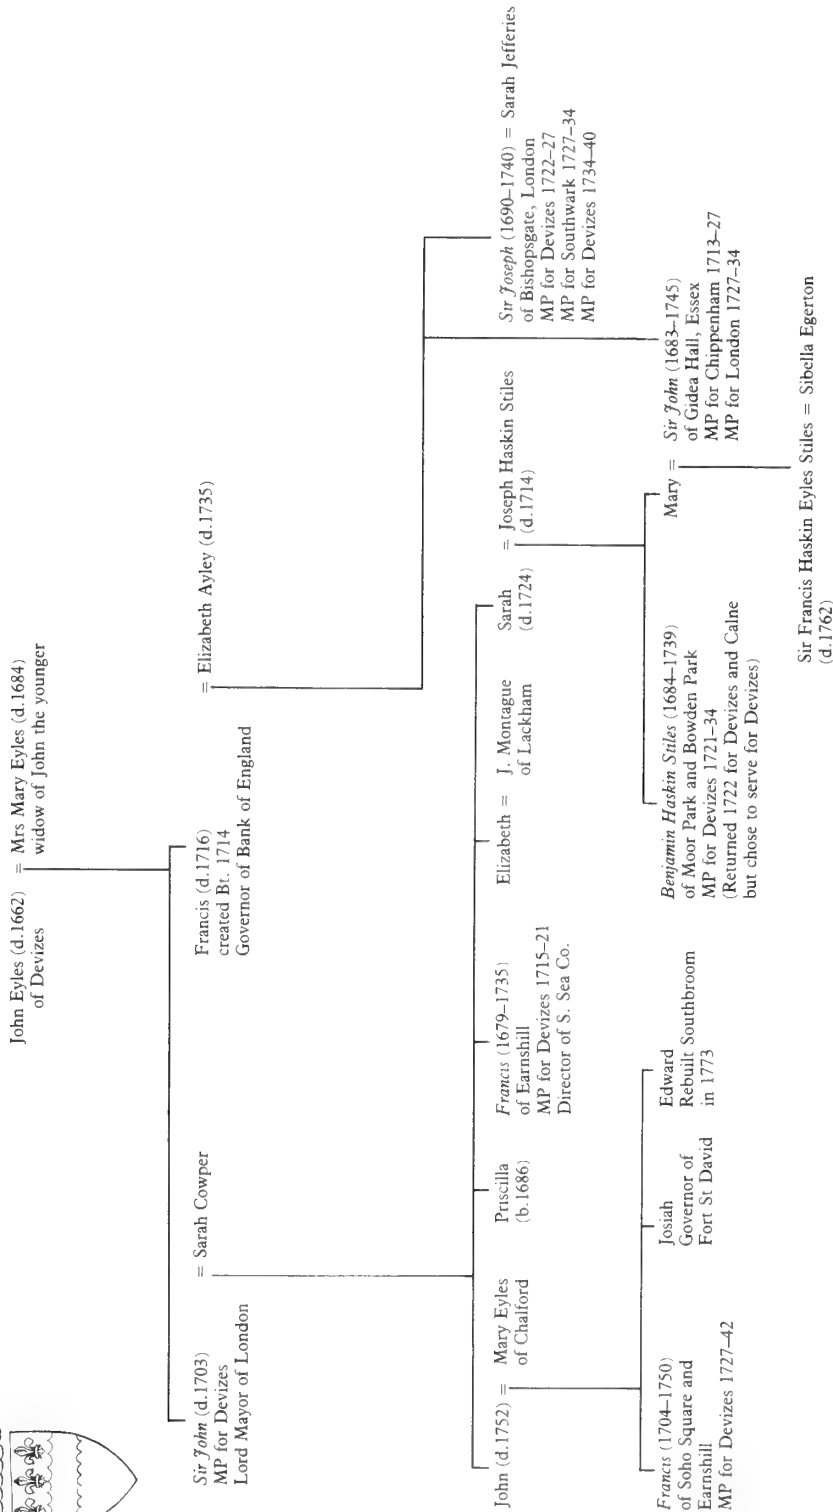 John Eyles (d.1662) = Mrs Mary Eyles (d.1684)
of Devizes
widow of John the younger
Sir John (d.1703) = Sarah Cowper
MP for Devizes
Lord Mayor of London
Francis (d.1716) = Elizabeth Ayley (d.1735)
created Bt. 1714
Governor of Bank of England
John (d.1752) = Mary Eyles
of Chalford
Priscilla
(b.1686)
Francis (1679–1735)
of Earnshill
MP for Devizes 1715–21
Director of S. Sea Co.
Elizabeth = J. Montague
of Lackham
Sarah = Joseph Haskin Stiles
(d.1724)
(d.1714)
Sir Joseph (1690–1740) = Sarah Jefferies
of Bishopsgate, London
MP for Devizes 1722–27
MP for Southwark 1727–34
MP for Devizes 1734–40
Francis (1704–1750)
of Soho Square and
Earnshill
MP for Devizes 1727–42
Josiah
Governor of
Fort St David
Edward
Rebuilt Southbroom
in 1773
Benjamin Haskin Stiles (1684–1739)
of Moor Park and Bowden Park
MP for Devizes 1721–34
(Returned 1722 for Devizes and Calne
but chose to serve for Devizes)
Mary = Sir John (1683–1745)
of Gidea Hall, Essex
MP for Chippenham 1713–27
MP for London 1727–34
Sir Francis Haskin Eyles Stiles = Sibella Egerton
(d.1762)